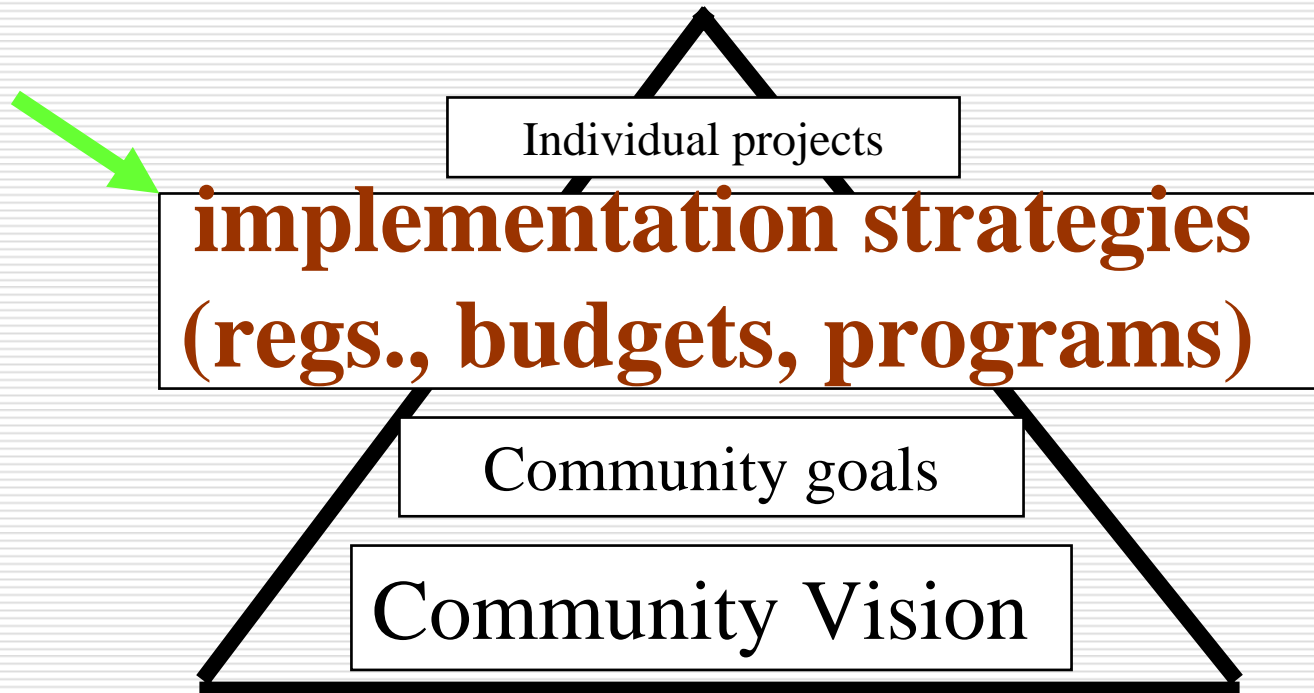 Individual projects
implementation strategies
(regs., budgets, programs)
Community goals
Community Vision